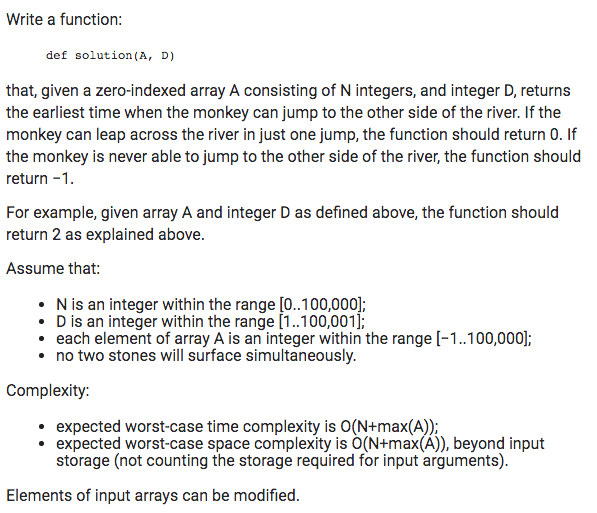 Write a function:
def solution(A, D)
that, given a zero-indexed array A consisting of N integers, and integer D, returns
the earliest time when the monkey can jump to the other side of the river. If the
monkey can leap across the river in just one jump, the function should return 0. If
the monkey is never able to jump to the other side of the river, the function should
return −1.
For example, given array A and integer D as defined above, the function should
return 2 as explained above.
Assume that:
• N is an integer within the range [0..100,000];
• D is an integer within the range [1..100,001];
• each element of array A is an integer within the range [−1..100,000];
• no two stones will surface simultaneously.
Complexity:
• expected worst-case time complexity is O(N+max(A));
• expected worst-case space complexity is O(N+max(A)), beyond input
storage (not counting the storage required for input arguments).
Elements of input arrays can be modified.